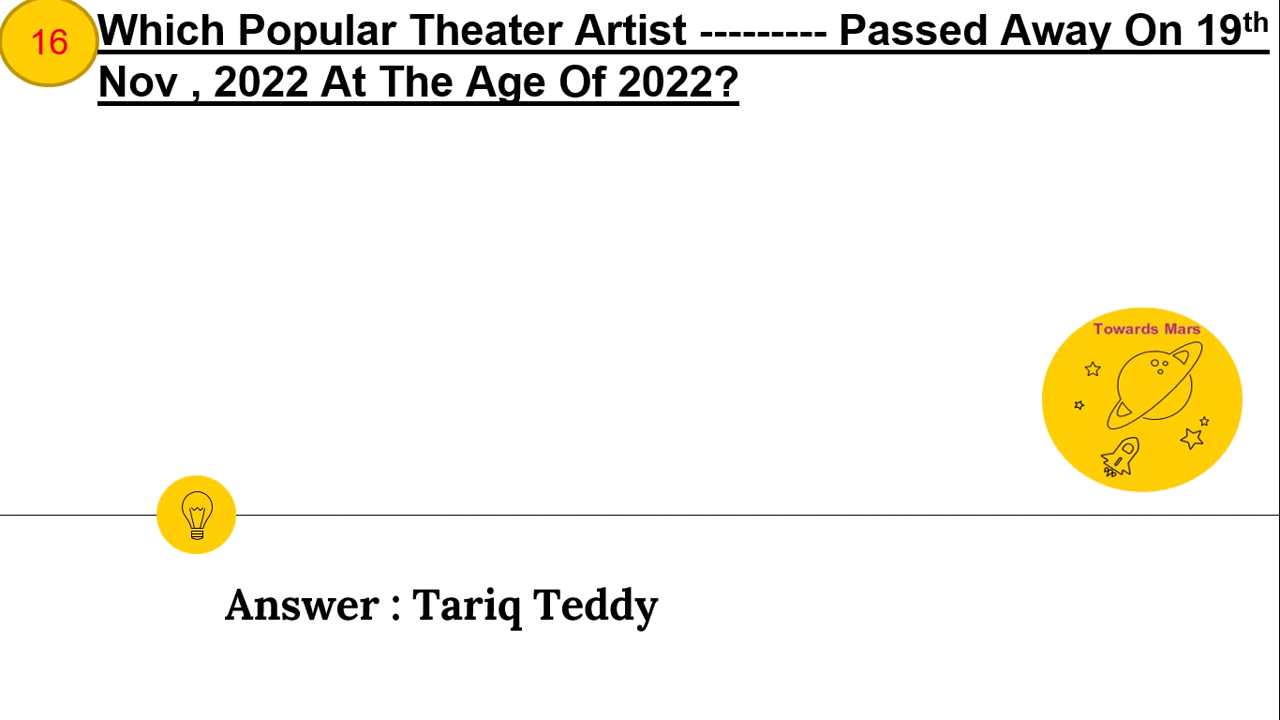 16
Which Popular Theater Artist --------- Passed Away On 19th
Nov , 2022 At The Age Of 2022?
Towards Mars
Answer : Tariq Teddy